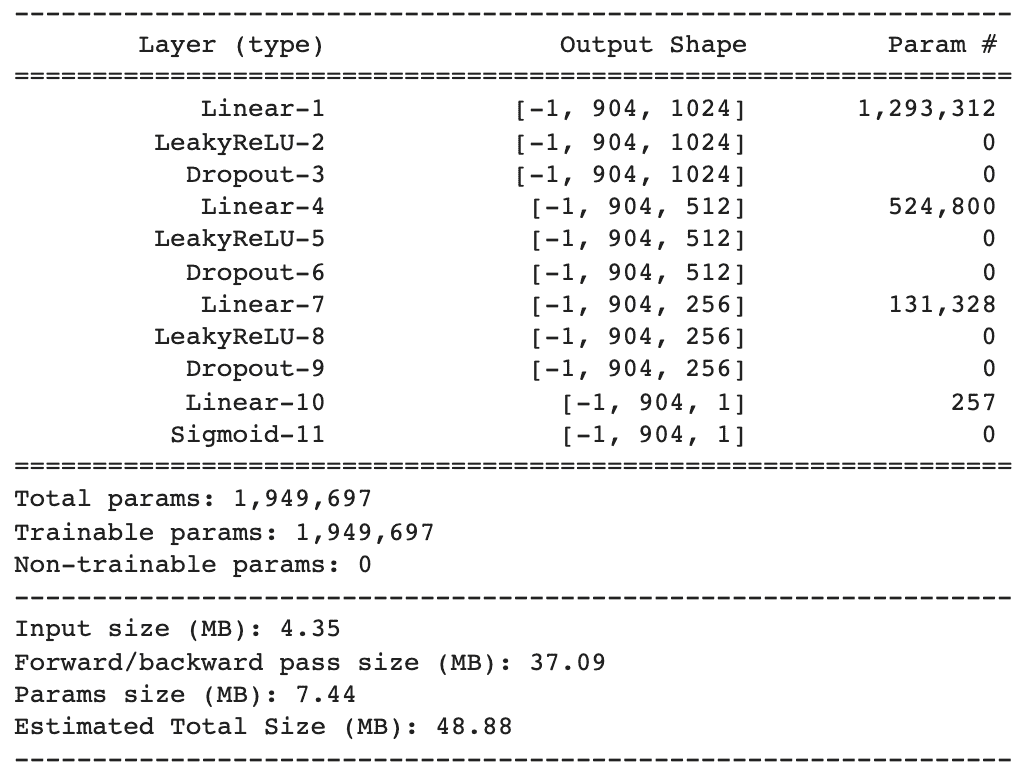 ----------------------------------------------------------------
Layer (type) Output Shape Param #
================================================================
Linear-1 [-1, 904, 1024] 1,293,312
LeakyReLU-2 [-1, 904, 1024] 0
Dropout-3 [-1, 904, 1024] 0
Linear-4 [-1, 904, 512] 524,800
LeakyReLU-5 [-1, 904, 512] 0
Dropout-6 [-1, 904, 512] 0
Linear-7 [-1, 904, 256] 131,328
LeakyReLU-8 [-1, 904, 256] 0
Dropout-9 [-1, 904, 256] 0
Linear-10 [-1, 904, 1] 257
Sigmoid-11 [-1, 904, 1] 0
================================================================
Total params: 1,949,697
Trainable params: 1,949,697
Non-trainable params: 0
----------------------------------------------------------------
Input size (MB): 4.35
Forward/backward pass size (MB): 37.09
Params size (MB): 7.44
Estimated Total Size (MB): 48.88
----------------------------------------------------------------